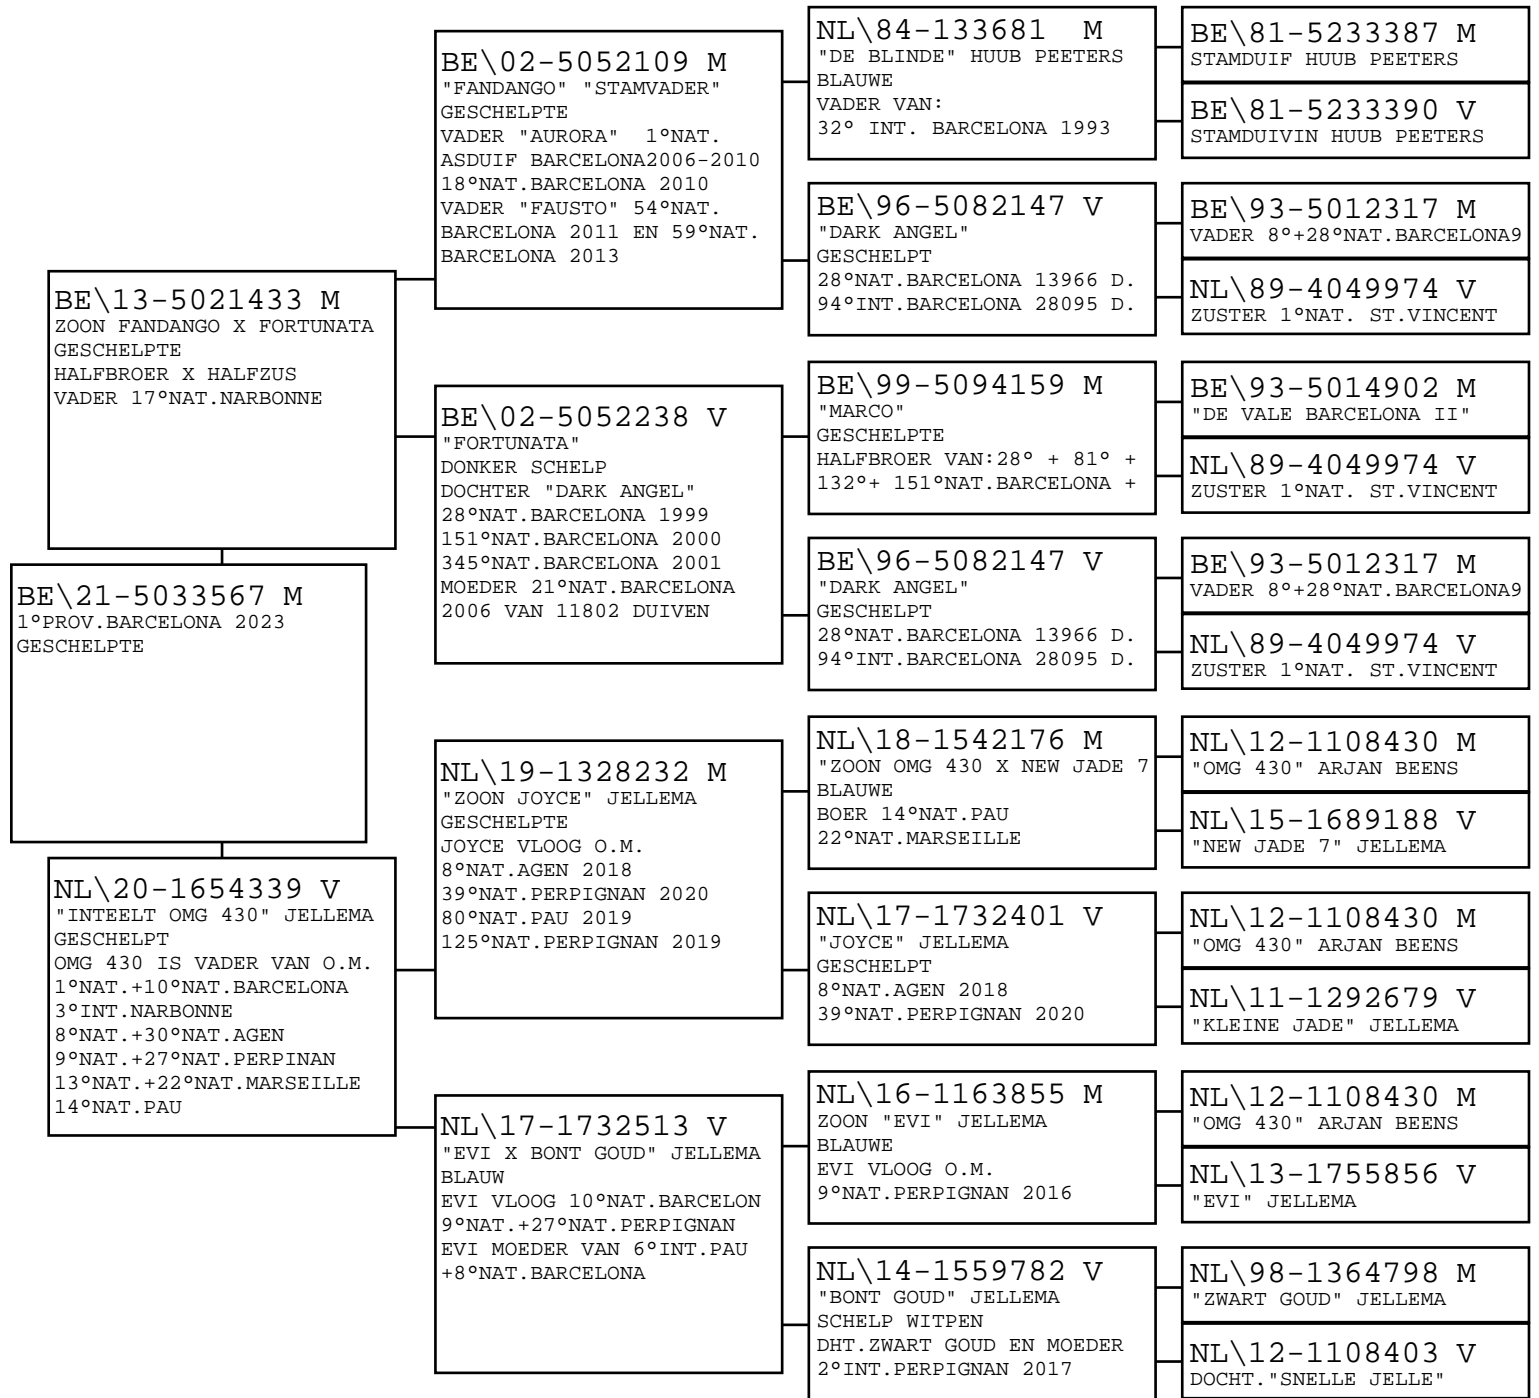 BE\21-5033567 M
1°PROV.BARCELONA 2023
GESCHELPTE
BE\13-5021433 M
ZOON FANDANGO X FORTUNATA
GESCHELPTE
HALFBROER X HALFZUS
VADER 17°NAT.NARBONNE
NL\20-1654339 V
"INTEELT OMG 430" JELLEMA
GESCHELPT
OMG 430 IS VADER VAN O.M.
1°NAT.+10°NAT.BARCELONA
3°INT.NARBONNE
8°NAT.+30°NAT.AGEN
9°NAT.+27°NAT.PERPINAN
13°NAT.+22°NAT.MARSEILLE
14°NAT.PAU
BE\02-5052109 M
"FANDANGO" "STAMVADER"
GESCHELPTE
VADER "AURORA" 1°NAT.
ASDUIF BARCELONA2006-2010
18°NAT.BARCELONA 2010
VADER "FAUSTO" 54°NAT.
BARCELONA 2011 EN 59°NAT.
BARCELONA 2013
BE\02-5052238 V
"FORTUNATA"
DONKER SCHELP
DOCHTER "DARK ANGEL"
28°NAT.BARCELONA 1999
151°NAT.BARCELONA 2000
345°NAT.BARCELONA 2001
MOEDER 21°NAT.BARCELONA
2006 VAN 11802 DUIVEN
NL\19-1328232 M
"ZOON JOYCE" JELLEMA
GESCHELPTE
JOYCE VLOOG O.M.
8°NAT.AGEN 2018
39°NAT.PERPIGNAN 2020
80°NAT.PAU 2019
125°NAT.PERPIGNAN 2019
NL\17-1732513 V
"EVI X BONT GOUD" JELLEMA
BLAUW
EVI VLOOG 10°NAT.BARCELON
9°NAT.+27°NAT.PERPIGNAN
EVI MOEDER VAN 6°INT.PAU
+8°NAT.BARCELONA
NL\84-133681 M
"DE BLINDE" HUUB PEETERS
BLAUWE
VADER VAN:
32° INT. BARCELONA 1993
BE\96-5082147 V
"DARK ANGEL"
GESCHELPT
28°NAT.BARCELONA 13966 D.
94°INT.BARCELONA 28095 D.
BE\99-5094159 M
"MARCO"
GESCHELPTE
HALFBROER VAN:28° + 81° +
132°+ 151°NAT.BARCELONA +
BE\96-5082147 V
"DARK ANGEL"
GESCHELPT
28°NAT.BARCELONA 13966 D.
94°INT.BARCELONA 28095 D.
NL\18-1542176 M
"ZOON OMG 430 X NEW JADE 7
BLAUWE
BOER 14°NAT.PAU
22°NAT.MARSEILLE
NL\17-1732401 V
"JOYCE" JELLEMA
GESCHELPT
8°NAT.AGEN 2018
39°NAT.PERPIGNAN 2020
NL\16-1163855 M
ZOON "EVI" JELLEMA
BLAUWE
EVI VLOOG O.M.
9°NAT.PERPIGNAN 2016
NL\14-1559782 V
"BONT GOUD" JELLEMA
SCHELP WITPEN
DHT.ZWART GOUD EN MOEDER
2°INT.PERPIGNAN 2017
BE\81-5233387 M
STAMDUIF HUUB PEETERS
BE\81-5233390 V
STAMDUIVIN HUUB PEETERS
BE\93-5012317 M
VADER 8°+28°NAT.BARCELONA9
NL\89-4049974 V
ZUSTER 1°NAT. ST.VINCENT
BE\93-5014902 M
"DE VALE BARCELONA II"
NL\89-4049974 V
ZUSTER 1°NAT. ST.VINCENT
BE\93-5012317 M
VADER 8°+28°NAT.BARCELONA9
NL\89-4049974 V
ZUSTER 1°NAT. ST.VINCENT
NL\12-1108430 M
"OMG 430" ARJAN BEENS
NL\15-1689188 V
"NEW JADE 7" JELLEMA
NL\12-1108430 M
"OMG 430" ARJAN BEENS
NL\11-1292679 V
"KLEINE JADE" JELLEMA
NL\12-1108430 M
"OMG 430" ARJAN BEENS
NL\13-1755856 V
"EVI" JELLEMA
NL\98-1364798 M
"ZWART GOUD" JELLEMA
NL\12-1108403 V
DOCHT."SNELLE JELLE"